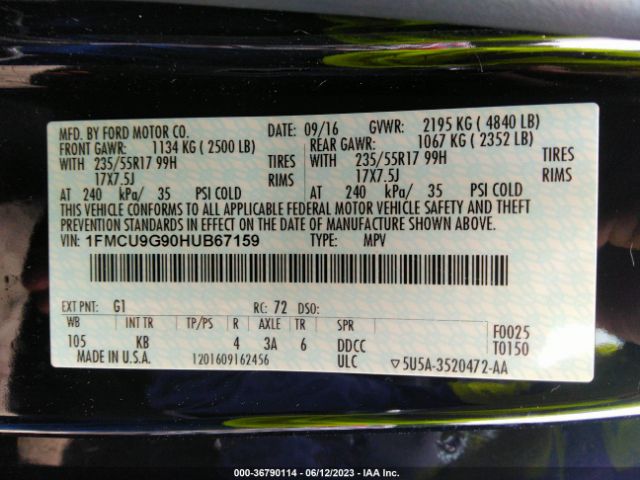 MFD. BY FORD MOTOR CO. DATE: 09/16 GVWR: 2195 KG ( 4840 LB)
FRONT GAWR: 1134 KG ( 2500 LB) REAR GAWR: 1067 KG ( 2352 LB)
WITH 235/55R17 99H TIRES WITH 235/55R17 99H TIRES
17X7.5J RIMS 17X7.5J RIMS
AT 240 kPa/ 35 PSI COLD AT 240 kPa/ 35 PSI COLD
THIS VEHICLE CONFORMS TO ALL APPLICABLE FEDERAL MOTOR VEHICLE SAFETY AND THEFT
PREVENTION STANDARDS IN EFFECT ON THE DATE OF MANUFACTURE SHOWN ABOVE.
VIN: 1FMCU9G90HUB67159 TYPE: MPV
EXT PNT: G1 RC: 72 DSO:
WB INT TR TP/PS R AXLE TR SPR F0025
105 KB 4 3A 6 DDCC T0150
MADE IN U.S.A. 1201609162456 ULC ▽5U5A-3520472-AA
000-36790114 - 06/12/2023 - IAA Inc.